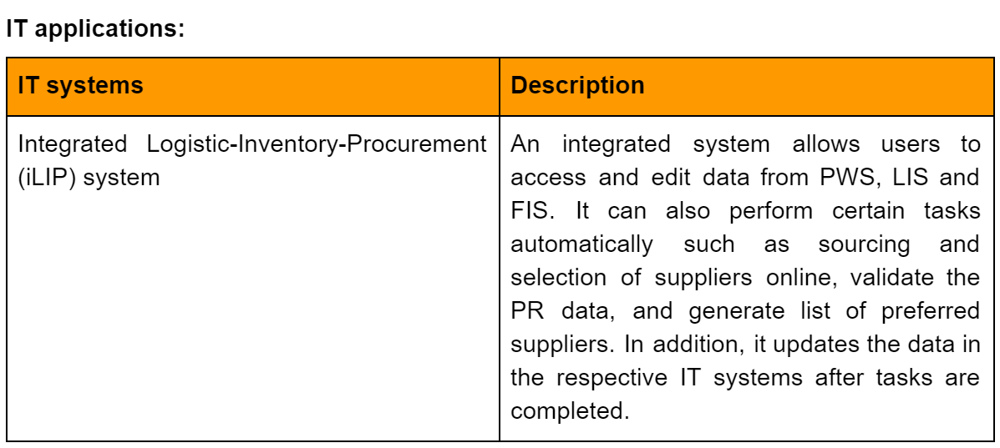 IT applications:
IT systems
Description
Integrated Logistic-Inventory-Procurement
(iLIP) system
An integrated system allows users to
access and edit data from PWS, LIS and
FIS. It can also perform certain tasks
automatically such as sourcing and
selection of suppliers online, validate the
PR data, and generate list of preferred
suppliers. In addition, it updates the data in
the respective IT systems after tasks are
completed.